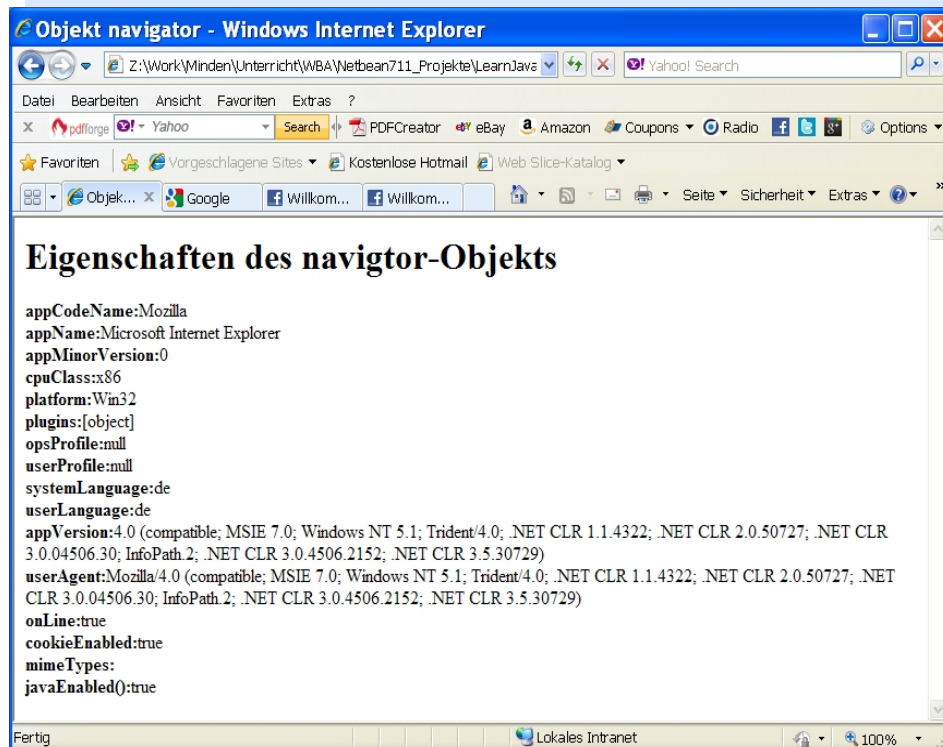 Objekt navigator - Windows Internet Explorer
Z:\Work\Minden\Unterricht\WBA\Netbean711_Projekte\LearnJava
Yahoo! Search
Datei Bearbeiten Ansicht Favoriten Extras ?
x pdfforge Yahoo Search PDFCreator eBay Amazon Coupons Radio Options
Favoriten Vorgeschlagene Sites Kostenlose Hotmail Web Slice-Katalog
Objek... x Google Willkom... Willkom... Seite Sicherheit Extras »
Eigenschaften des navigtor-Objekts
appCodeName:Mozilla
appName:Microsoft Internet Explorer
appMinorVersion:0
cpuClass:x86
platform:Win32
plugins:[object]
opsProfile:null
userProfile:null
systemLanguage:de
userLanguage:de
appVersion:4.0 (compatible; MSIE 7.0; Windows NT 5.1; Trident/4.0; .NET CLR 1.1.4322; .NET CLR 2.0.50727; .NET CLR
3.0.04506.30; InfoPath.2; .NET CLR 3.0.4506.2152; .NET CLR 3.5.30729)
userAgent:Mozilla/4.0 (compatible; MSIE 7.0; Windows NT 5.1; Trident/4.0; .NET CLR 1.1.4322; .NET CLR 2.0.50727; .NET
CLR 3.0.04506.30; InfoPath.2; .NET CLR 3.0.4506.2152; .NET CLR 3.5.30729)
onLine:true
cookieEnabled:true
mimeTypes:
javaEnabled():true
Fertig Lokales Intranet 100%